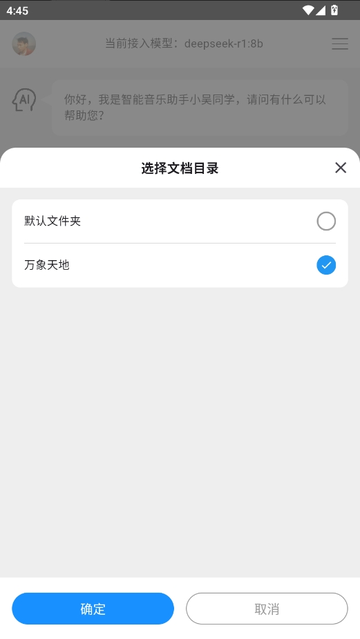 4:45
当前接入模型：deepseek-r1:8b
AI
你好，我是智能音乐助手小吴同学，请问有什么可以
帮助您？
选择文档目录
默认文件夹
万象天地
确定
取消